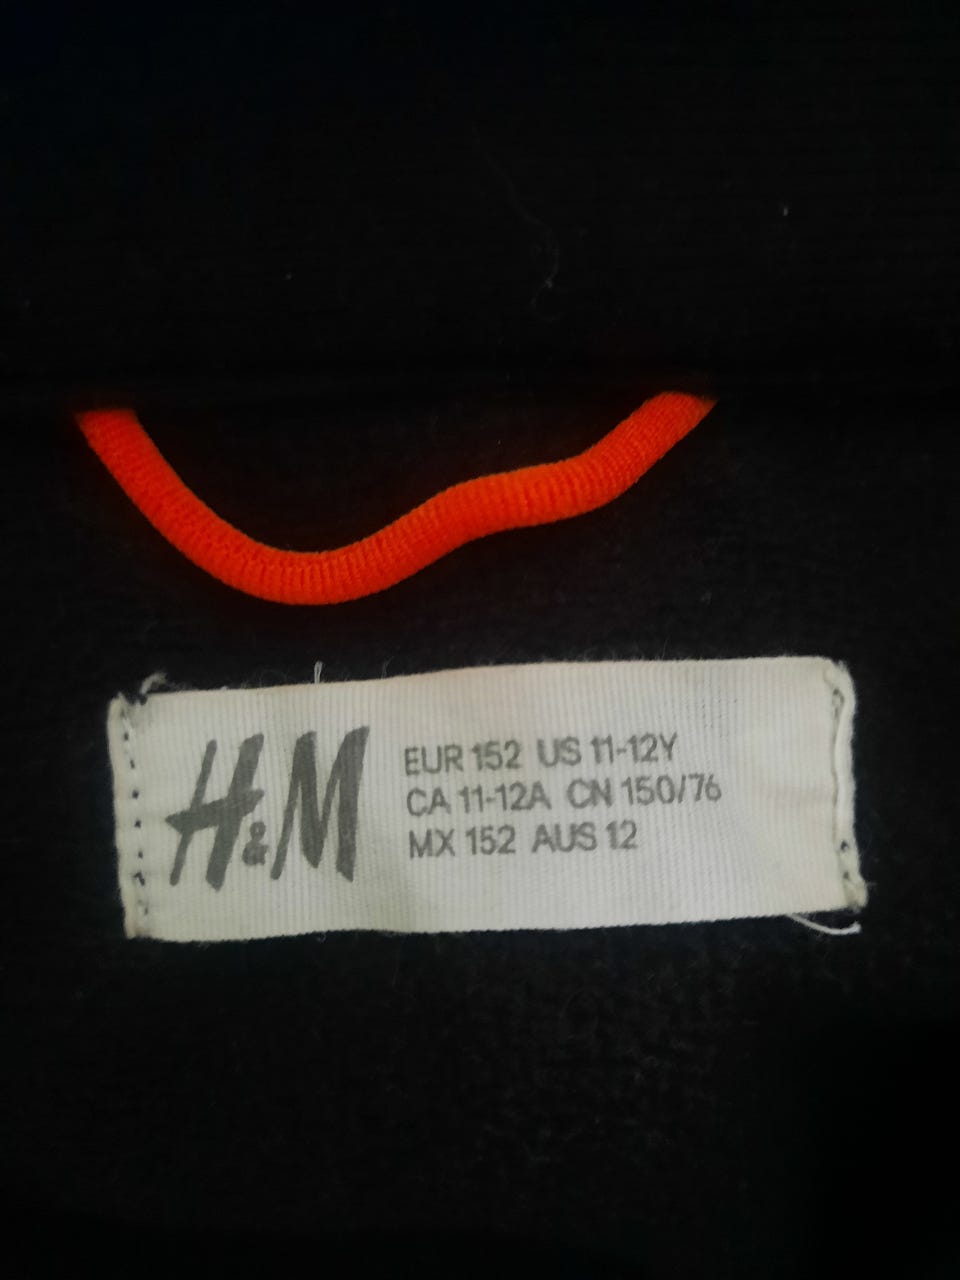 H&M
EUR 152 US 11-12Y
CA 11-12A CN 150/76
MX 152 AUS 12